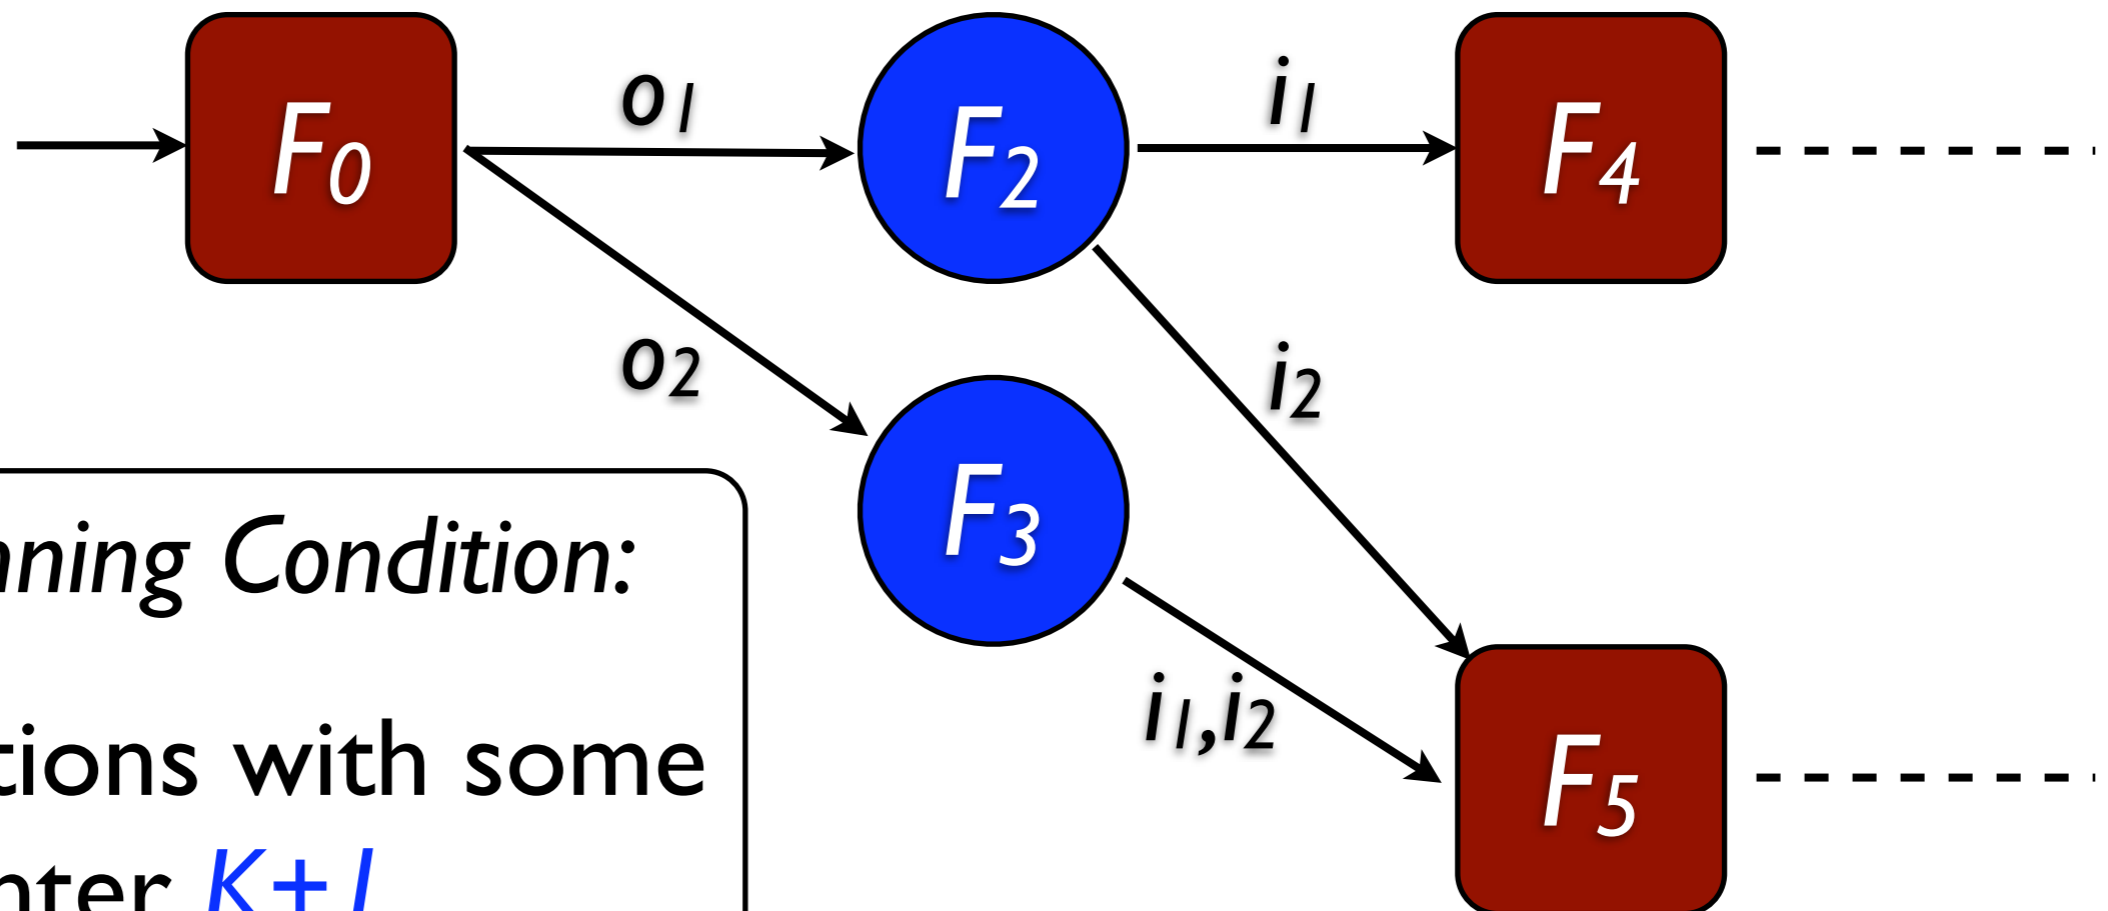 F0
o1
F2
i1
F4
o2
i2
F3
nning Condition:
i1,i2
F5
tions with some
nter K+1